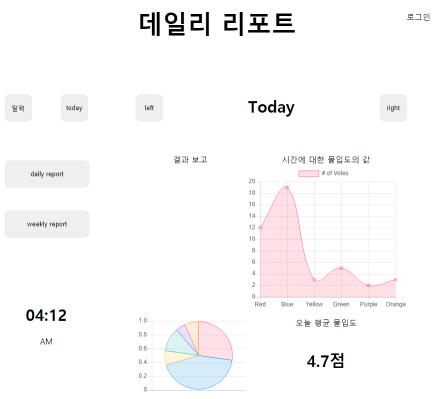 데일리 리포트
로그인
달력
today
left
Today
right
daily report
weekly report
결과 보고
시간에 대한 몰입도의 값
# of Votes
20
18
16
14
12
10
8
6
4
2
0
Red Blue Yellow Green Purple Orange
04:12
AM
1.0
0.8
0.6
0.4
0.2
0
오늘 평균 몰입도
4.7점